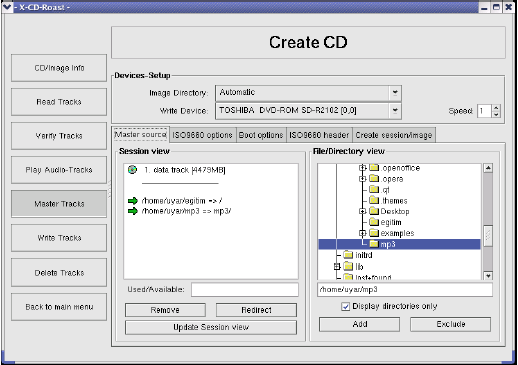 - X-CD-Roast -
Create CD
CD/Image Info
Read Tracks
Verify Tracks
Play Audio-Tracks
Master Tracks
Write Tracks
Delete Tracks
Back to main menu
Devices-Setup
Image Directory: Automatic
Write Device: TOSHIBA DVD-ROM SD-R2102 [0,0] Speed: 1
Master source ISO9660 options Boot options ISO9660 header Create session/image
Session view
1. data track [4479MB]
/home/uyar/egitim => /
/home/uyar/mp3 => mp3/
Used/Available:
Remove Redirect
Update Session view
File/Directory view
.openoffice
.opera
.qt
.themes
Desktop
egitim
examples
mp3
initrd
lib
lost+found
/home/uyar/mp3
Display directories only
Add Exclude